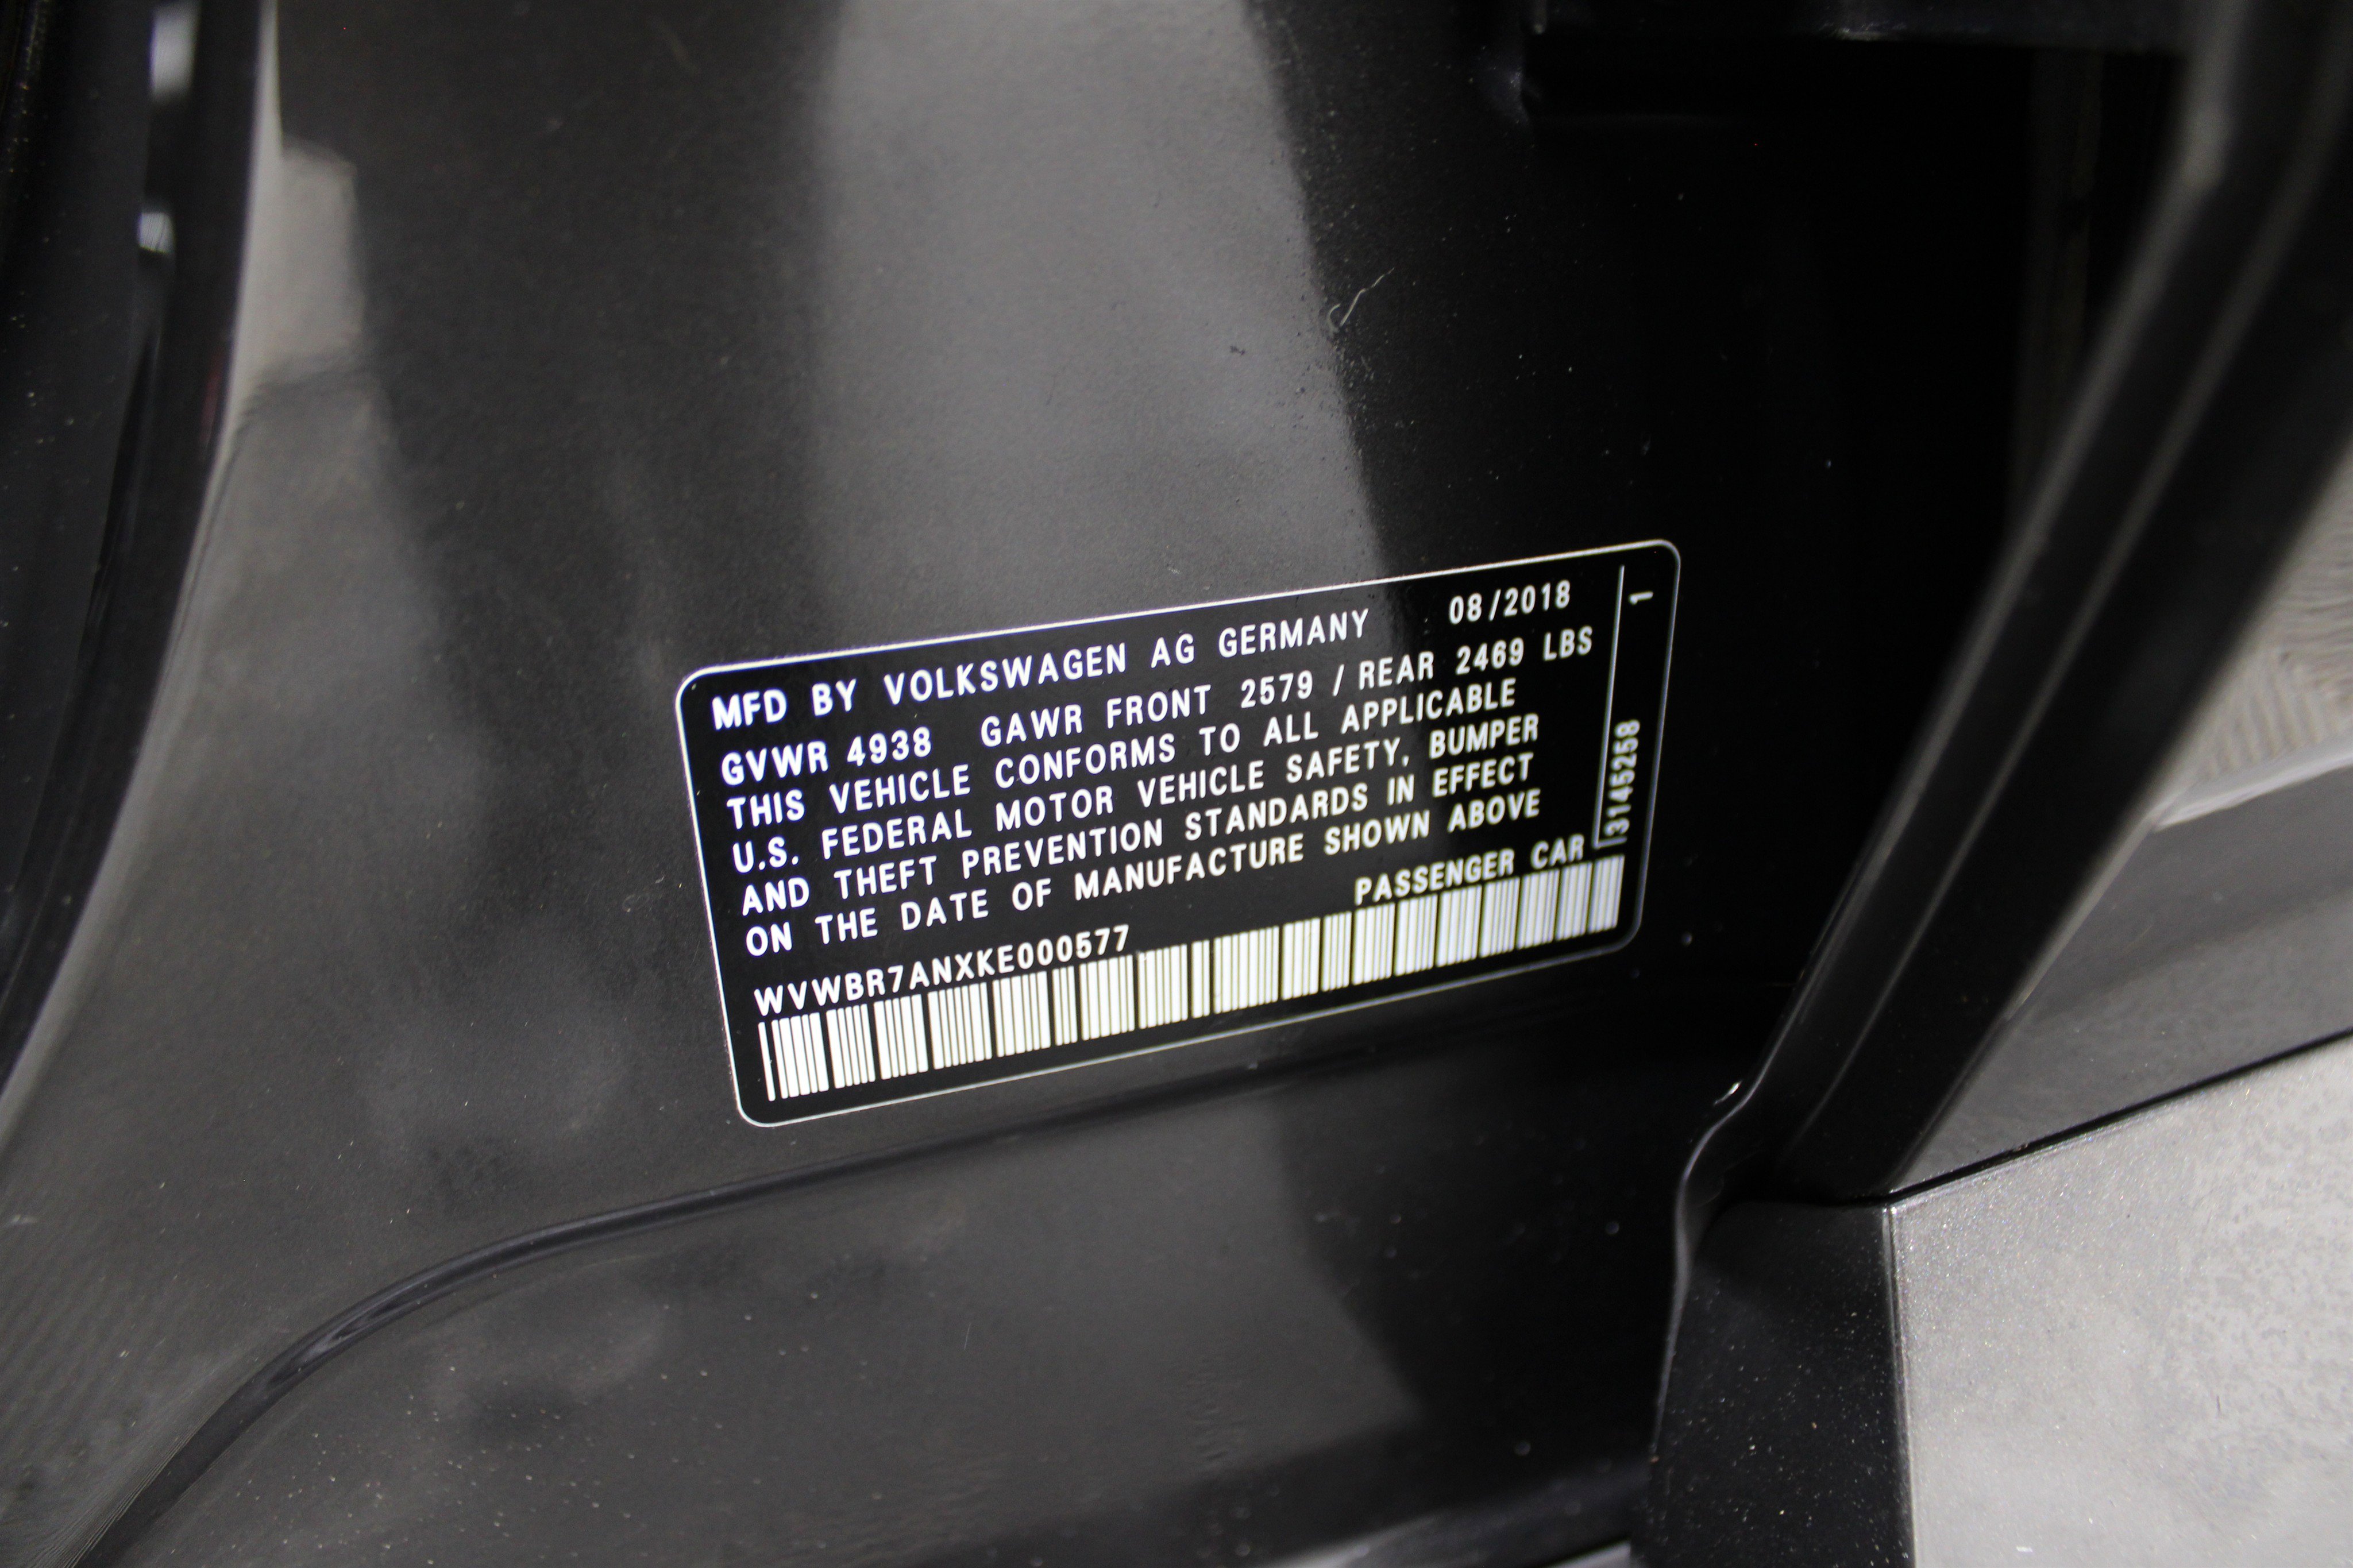 MFD BY VOLKSWAGEN AG GERMANY 08/2018
GVWR 4938 GAWR FRONT 2579 / REAR 2469 LBS
THIS VEHICLE CONFORMS TO ALL APPLICABLE
U.S. FEDERAL MOTOR VEHICLE SAFETY, BUMPER
AND THEFT PREVENTION STANDARDS IN EFFECT
ON THE DATE OF MANUFACTURE SHOWN ABOVE
PASSENGER CAR
WVWBR7ANXKE000577
3145258 1